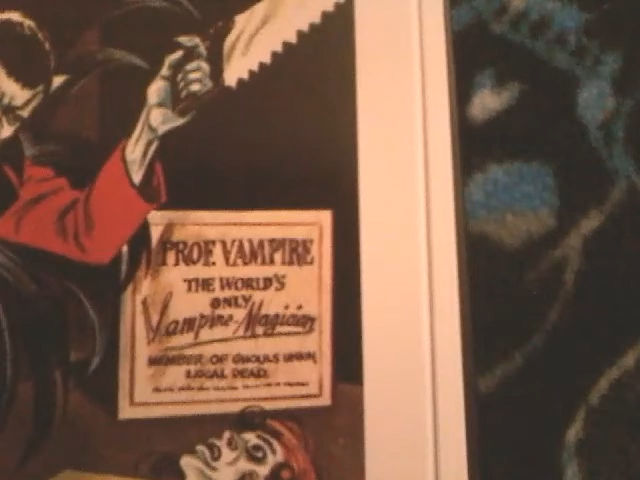 PROF. VAMPIRE
THE WORLD'S
ONLY
Vampire-Magician
MEMBER OF GHOULS UNION,
LOCAL DEAD.